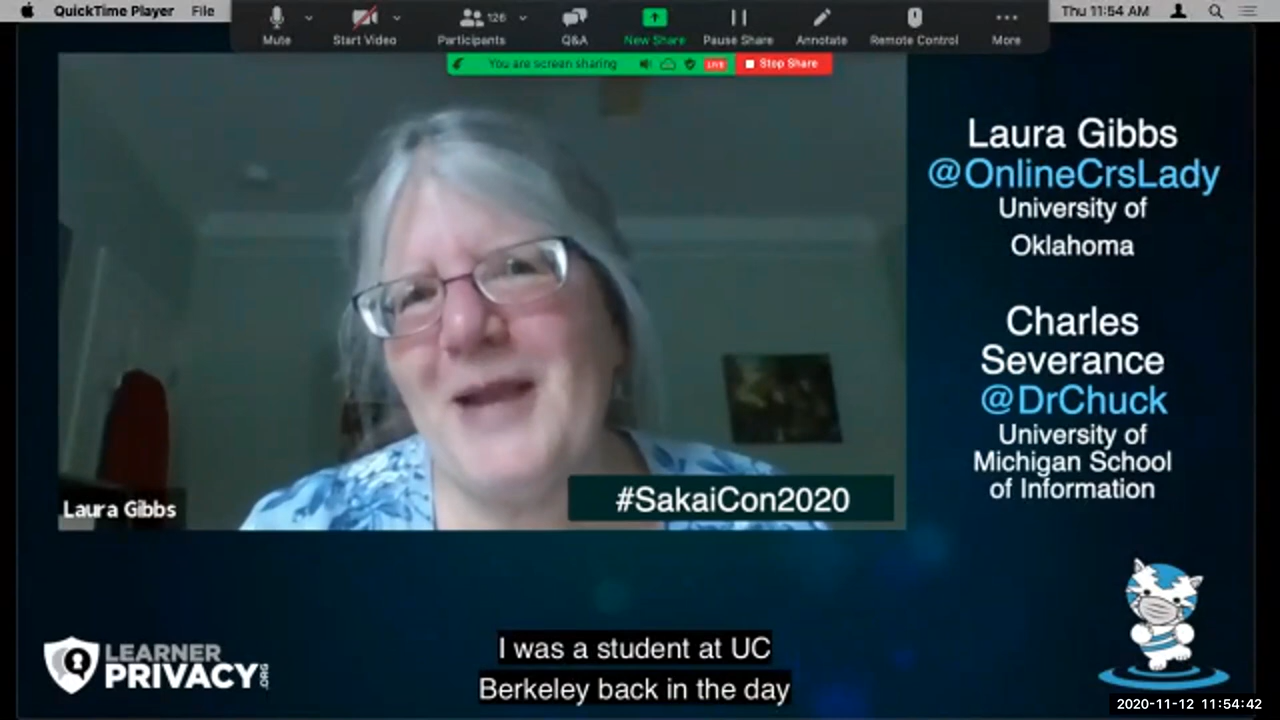 QuickTime Player File
Thu 11:54 AM
Mute
Start Video
126
Participants
Q&A
New Share
Pause Share
Annotate
Remote Control
More
You are screen sharing
LIVE
Stop Share
Laura Gibbs
@OnlineCrsLady
University of
Oklahoma
Charles
Severance
@DrChuck
University of
Michigan School
of Information
#SakaiCon2020
Laura Gibbs
LEARNER
PRIVACY.ORG
I was a student at UC
Berkeley back in the day
2020-11-12 11:54:42